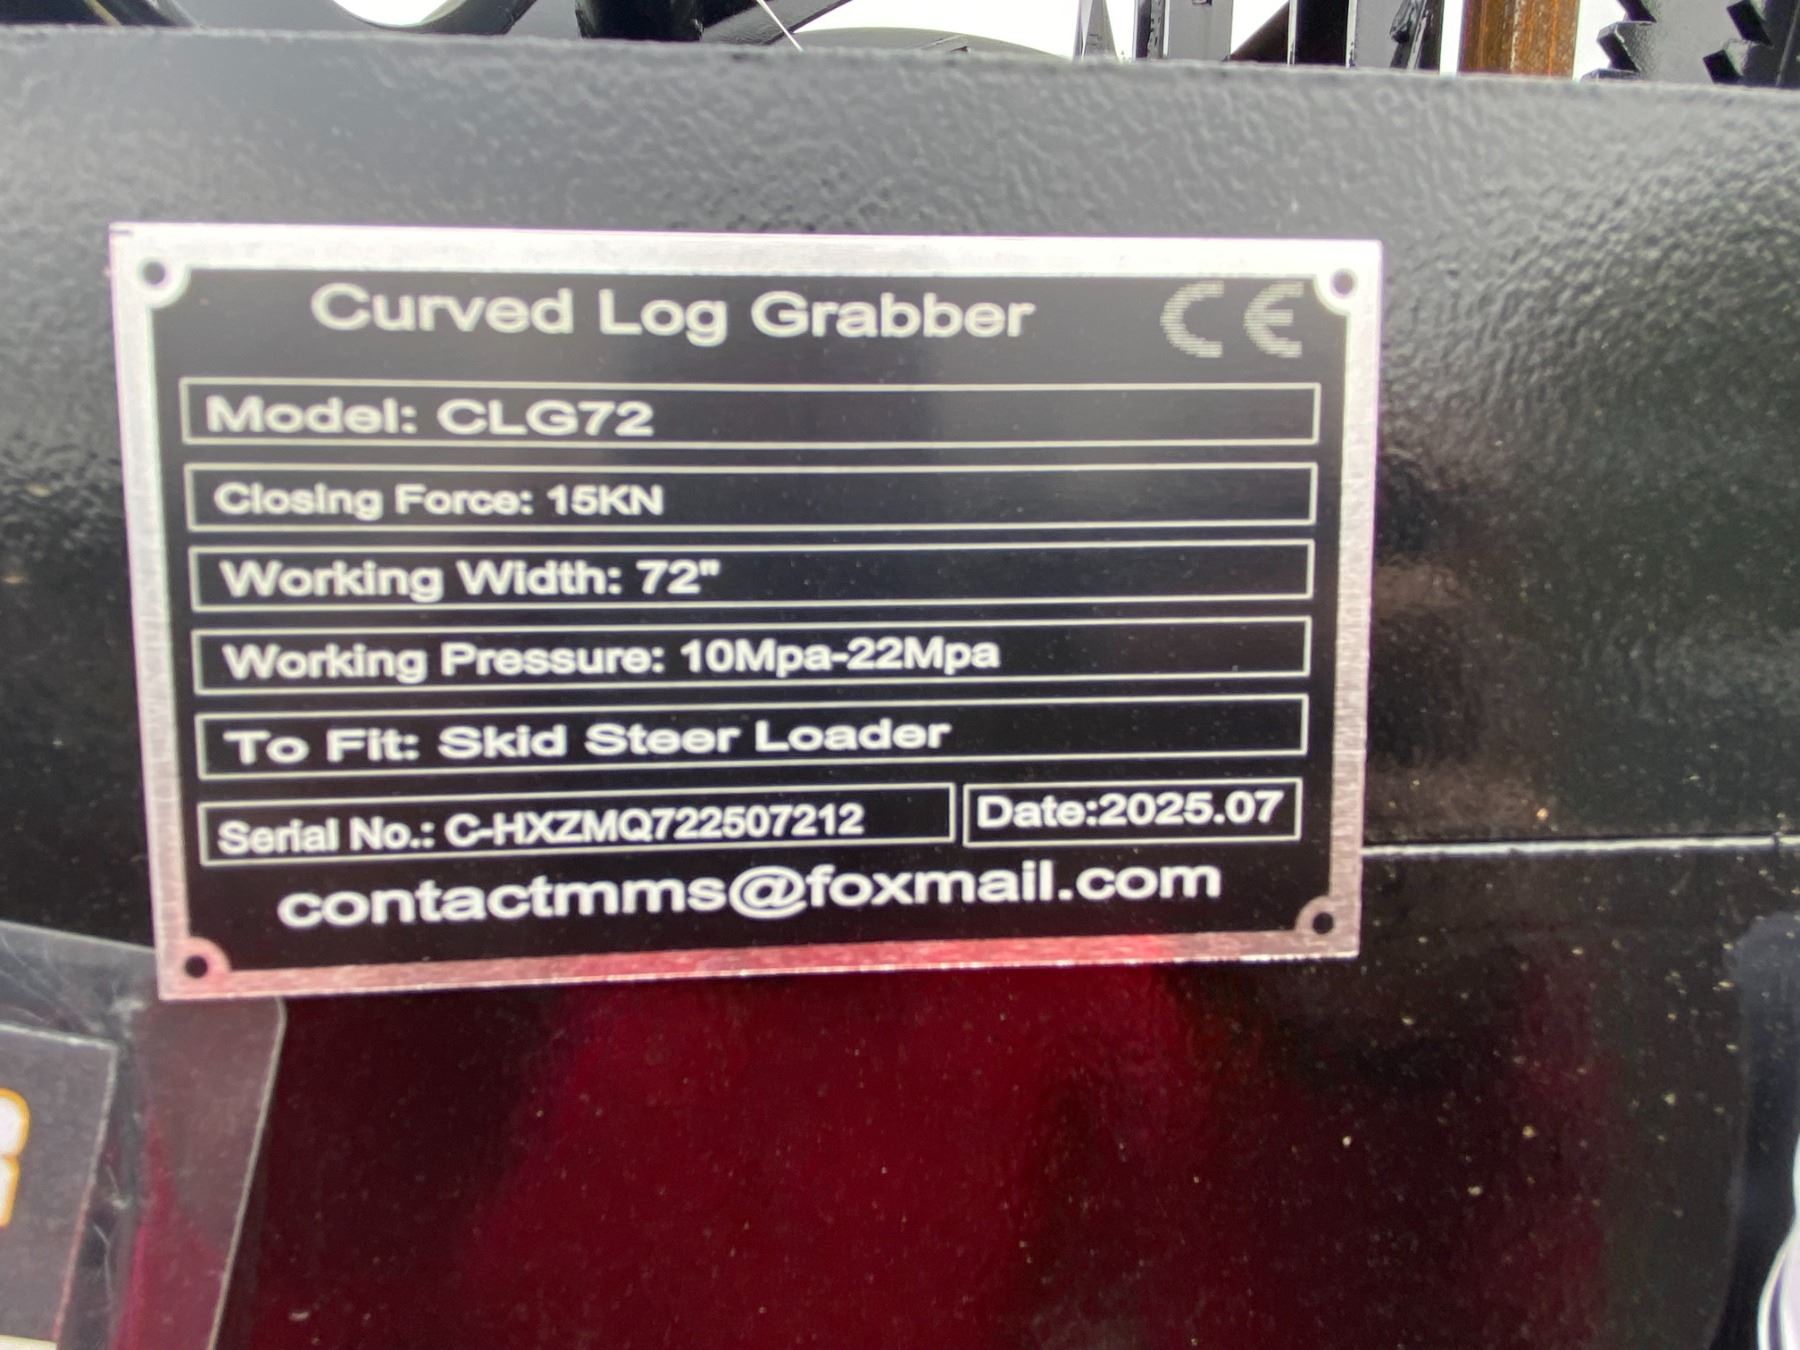 Curved Log Grabber CE
Model: CLG72
Closing Force: 15KN
Working Width: 72"
Working Pressure: 10Mpa-22Mpa
To Fit: Skid Steer Loader
Serial No.: C-HXZMQ722507212 Date:2025.07
contactmms@foxmail.com